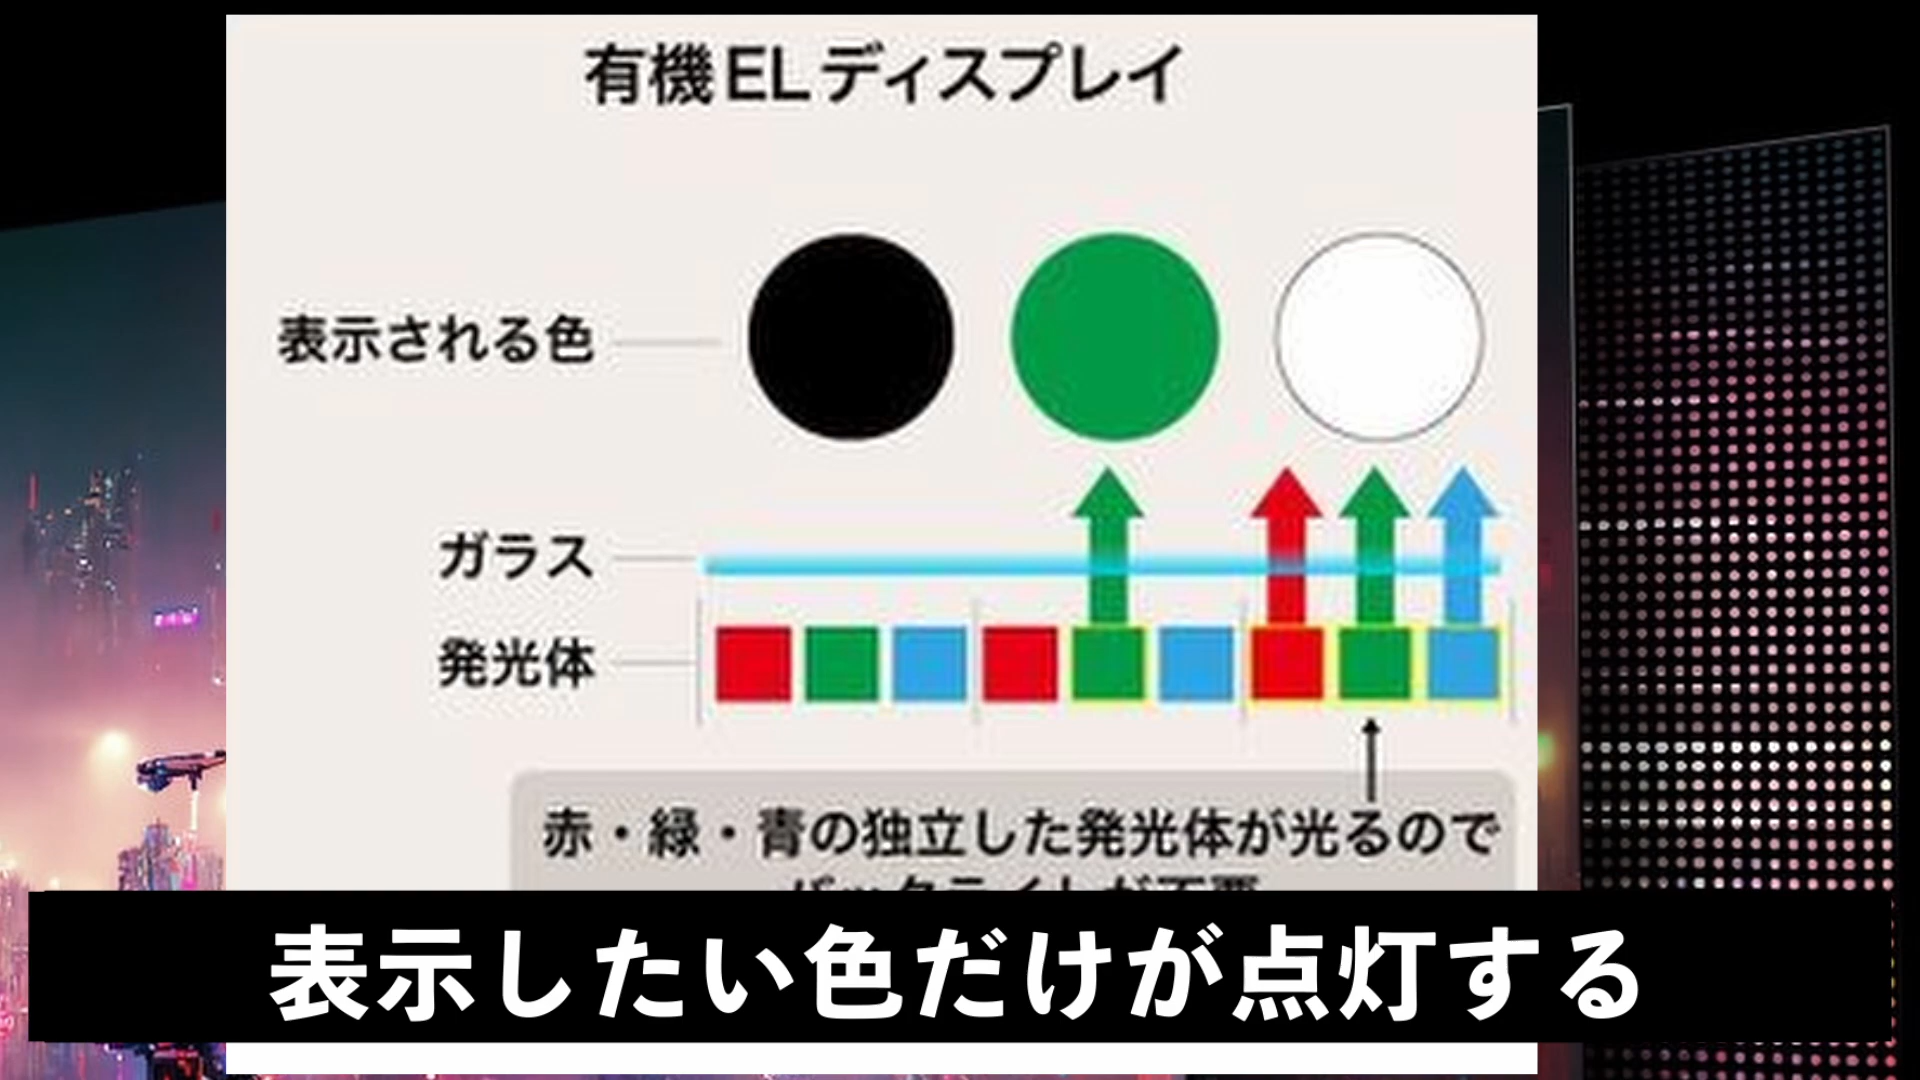 有機ELディスプレイ
表示される色
ガラス
発光体
赤・緑・青の独立した発光体が光るので
表示したい色だけが点灯する